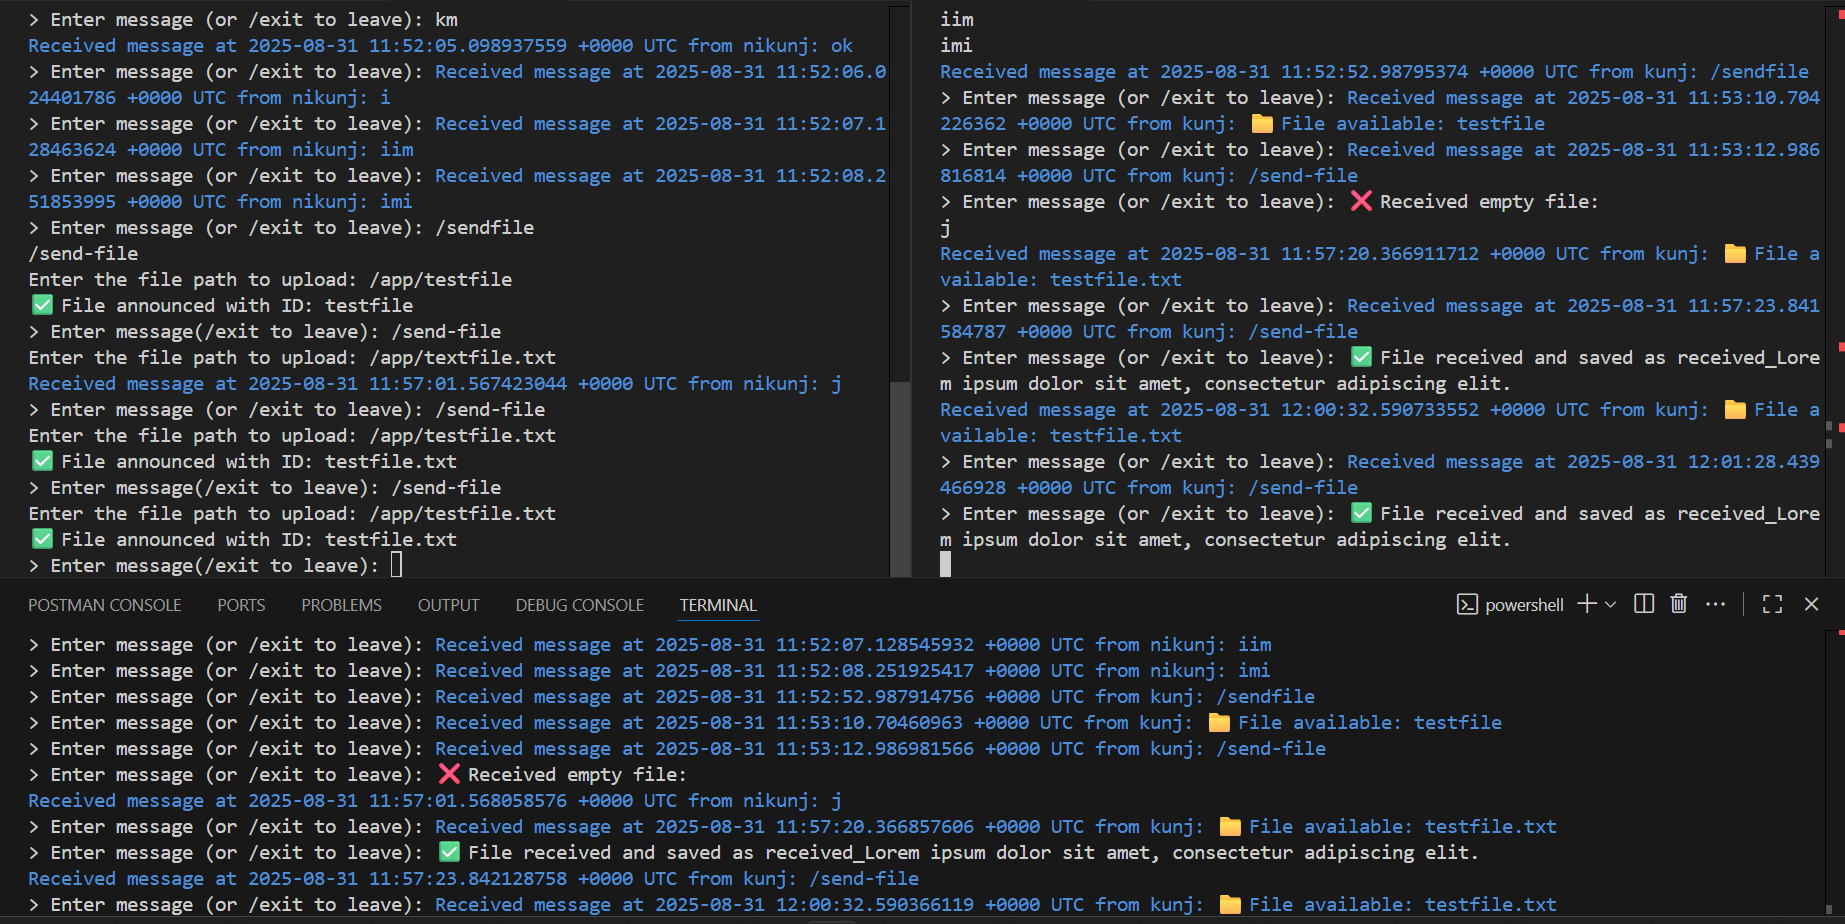 > Enter message (or /exit to leave): km
Received message at 2025-08-31 11:52:05.098937559 +0000 UTC from nikunj: ok
> Enter message (or /exit to leave): Received message at 2025-08-31 11:52:06.0
24401786 +0000 UTC from nikunj: i
> Enter message (or /exit to leave): Received message at 2025-08-31 11:52:07.1
28463624 +0000 UTC from nikunj: iim
> Enter message (or /exit to leave): Received message at 2025-08-31 11:52:08.2
51853995 +0000 UTC from nikunj: imi
> Enter message (or /exit to leave): /sendfile
/send-file
Enter the file path to upload: /app/testfile
✅ File announced with ID: testfile
> Enter message(/exit to leave): /send-file
Enter the file path to upload: /app/textfile.txt
Received message at 2025-08-31 11:57:01.567423044 +0000 UTC from nikunj: j
> Enter message (or /exit to leave): /send-file
Enter the file path to upload: /app/testfile.txt
✅ File announced with ID: testfile.txt
> Enter message(/exit to leave): /send-file
Enter the file path to upload: /app/testfile.txt
✅ File announced with ID: testfile.txt
> Enter message(/exit to leave):
iim
imi
Received message at 2025-08-31 11:52:52.98795374 +0000 UTC from kunj: /sendfile
> Enter message (or /exit to leave): Received message at 2025-08-31 11:53:10.704
226362 +0000 UTC from kunj: 📁 File available: testfile
> Enter message (or /exit to leave): Received message at 2025-08-31 11:53:12.986
816814 +0000 UTC from kunj: /send-file
> Enter message (or /exit to leave): ❌ Received empty file:
j
Received message at 2025-08-31 11:57:20.366911712 +0000 UTC from kunj: 📁 File a
vailable: testfile.txt
> Enter message (or /exit to leave): Received message at 2025-08-31 11:57:23.841
584787 +0000 UTC from kunj: /send-file
> Enter message (or /exit to leave): ✅ File received and saved as received_Lore
m ipsum dolor sit amet, consectetur adipiscing elit.
Received message at 2025-08-31 12:00:32.590733552 +0000 UTC from kunj: 📁 File a
vailable: testfile.txt
> Enter message (or /exit to leave): Received message at 2025-08-31 12:01:28.439
466928 +0000 UTC from kunj: /send-file
> Enter message (or /exit to leave): ✅ File received and saved as received_Lore
m ipsum dolor sit amet, consectetur adipiscing elit.
POSTMAN CONSOLE PORTS PROBLEMS OUTPUT DEBUG CONSOLE TERMINAL powershell
> Enter message (or /exit to leave): Received message at 2025-08-31 11:52:07.128545932 +0000 UTC from nikunj: iim
> Enter message (or /exit to leave): Received message at 2025-08-31 11:52:08.251925417 +0000 UTC from nikunj: imi
> Enter message (or /exit to leave): Received message at 2025-08-31 11:52:52.987914756 +0000 UTC from kunj: /sendfile
> Enter message (or /exit to leave): Received message at 2025-08-31 11:53:10.70460963 +0000 UTC from kunj: 📁 File available: testfile
> Enter message (or /exit to leave): Received message at 2025-08-31 11:53:12.986981566 +0000 UTC from kunj: /send-file
> Enter message (or /exit to leave): ❌ Received empty file:
Received message at 2025-08-31 11:57:01.568058576 +0000 UTC from nikunj: j
> Enter message (or /exit to leave): Received message at 2025-08-31 11:57:20.366857606 +0000 UTC from kunj: 📁 File available: testfile.txt
> Enter message (or /exit to leave): ✅ File received and saved as received_Lorem ipsum dolor sit amet, consectetur adipiscing elit.
Received message at 2025-08-31 11:57:23.842128758 +0000 UTC from kunj: /send-file
> Enter message (or /exit to leave): Received message at 2025-08-31 12:00:32.590366119 +0000 UTC from kunj: 📁 File available: testfile.txt